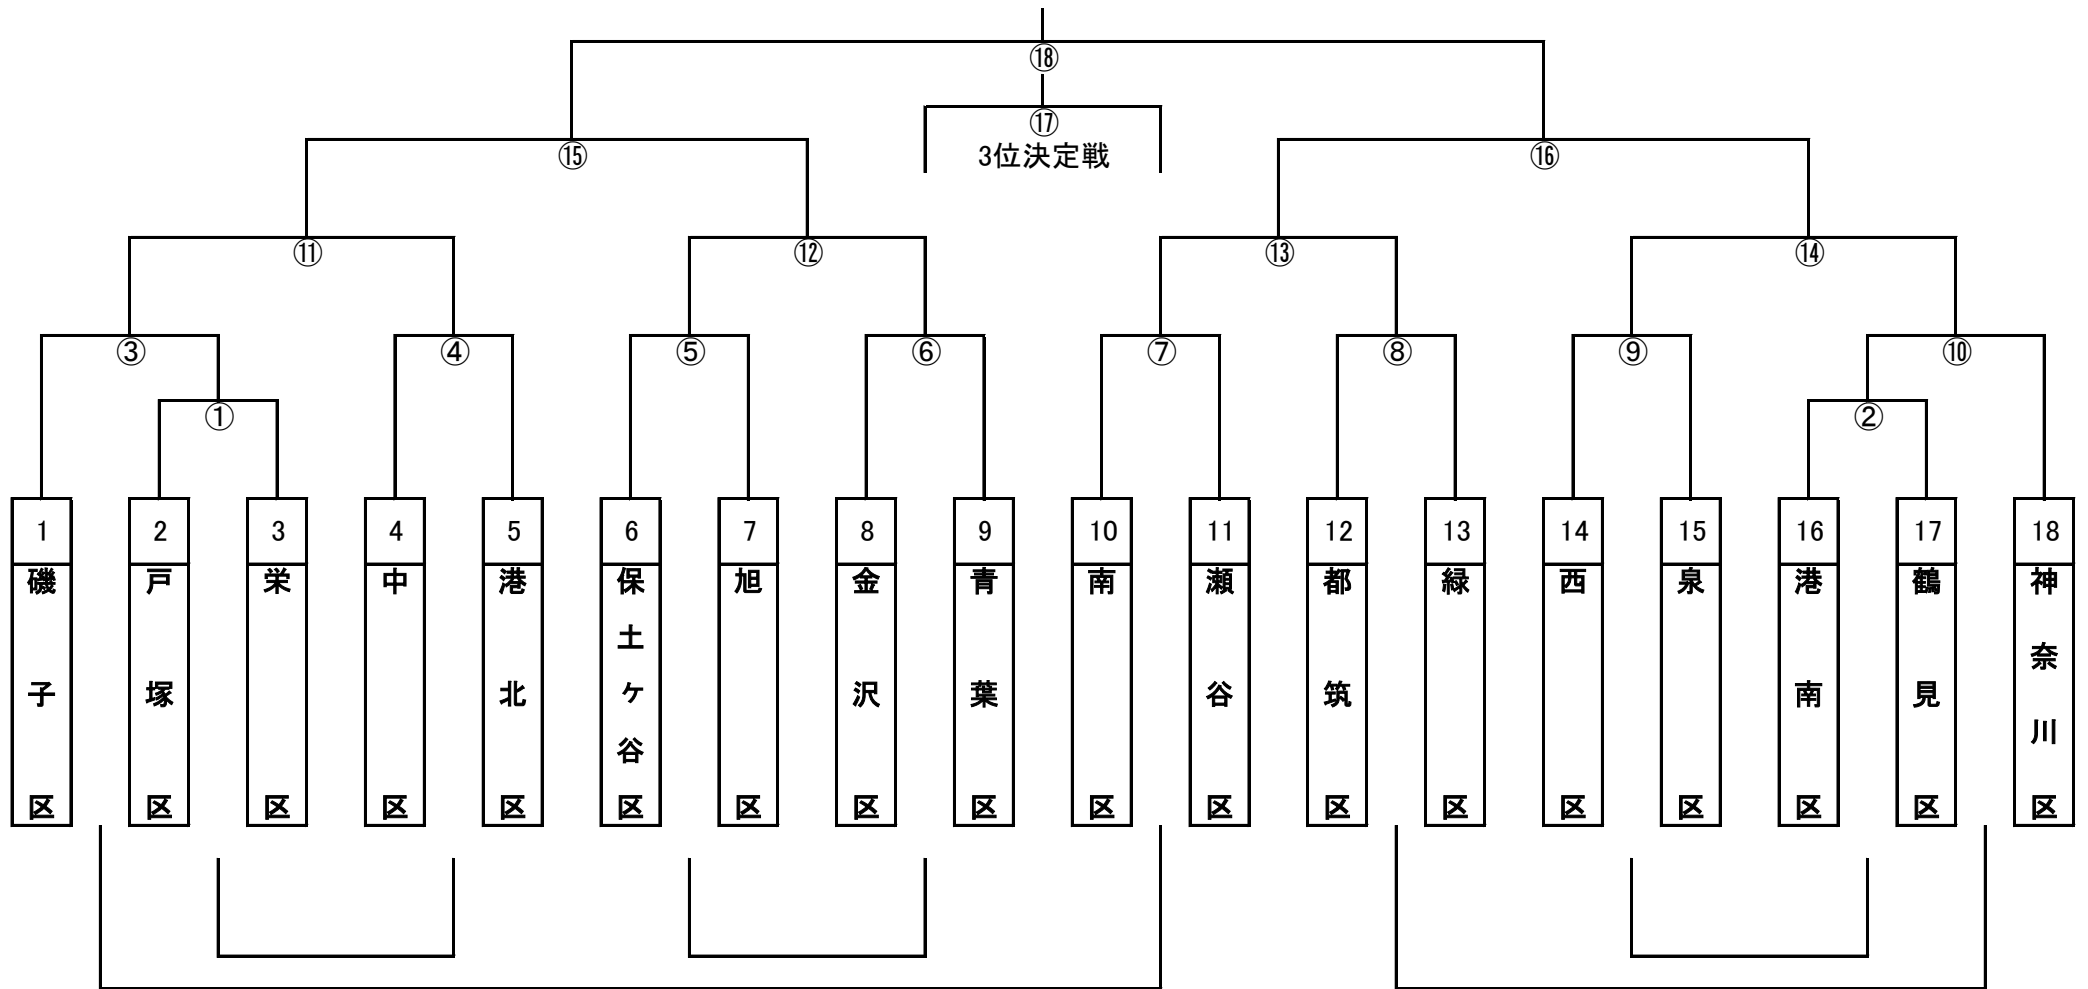 ⑱
⑰
3位決定戦
⑮
⑯
⑪
⑫
⑬
⑭
③
④
⑤
⑥
⑦
⑧
⑨
⑩
①
②
1
2
3
4
5
6
7
8
9
10
11
12
13
14
15
16
17
18
磯子区
戸塚区
栄区
中区
港北区
保土ヶ谷区
旭区
金沢区
青葉区
南区
瀬谷区
都筑区
緑区
西区
泉区
港南区
鶴見区
神奈川区